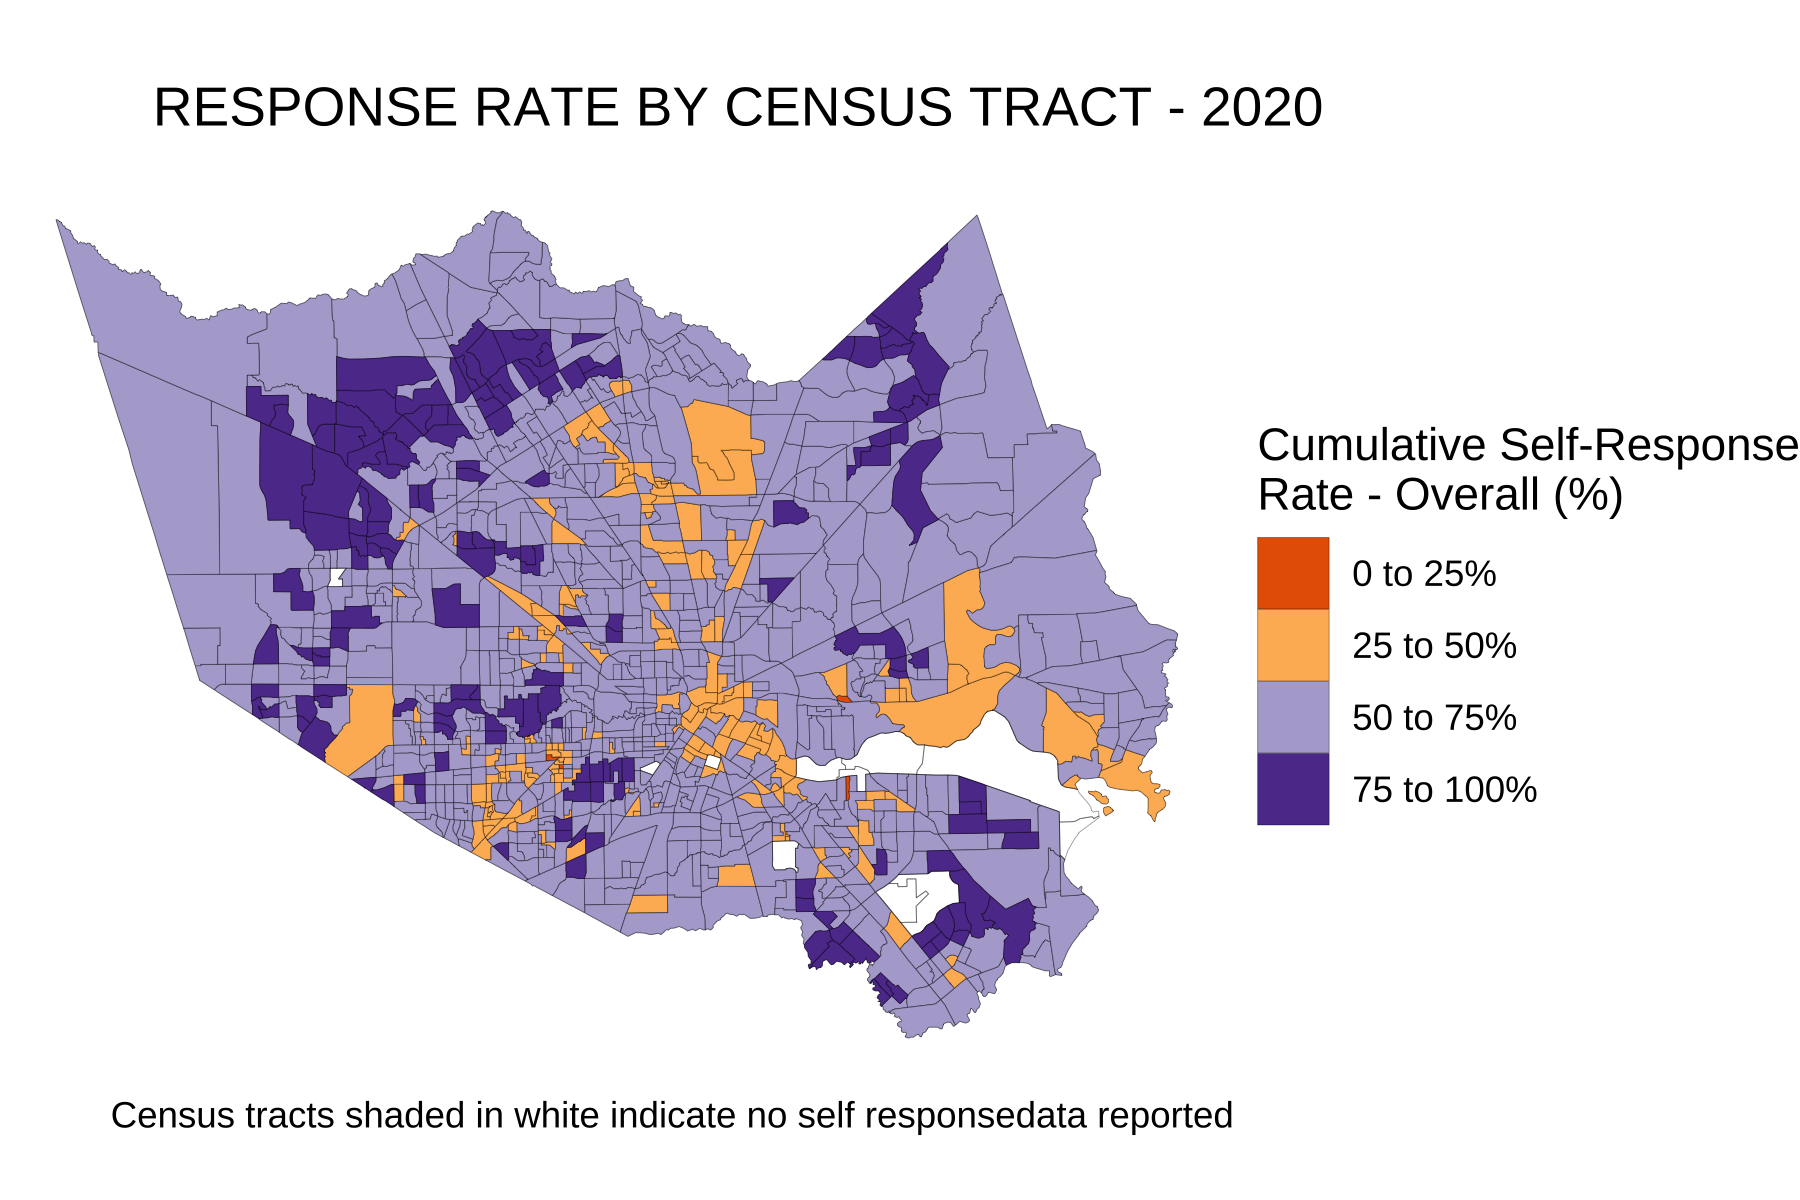 RESPONSE RATE BY CENSUS TRACT - 2020
Cumulative Self-Response
Rate - Overall (%)
0 to 25%
25 to 50%
50 to 75%
75 to 100%
Census tracts shaded in white indicate no self responsedata reported